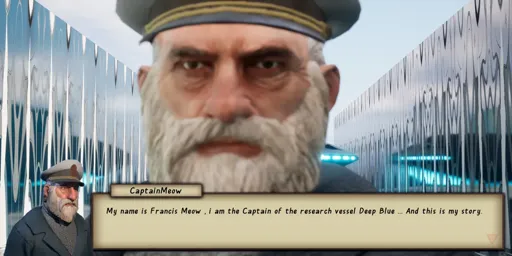 CaptainMeow
My name is Francis Meow , i am the Captain of the research vessel Deep Blue .. And this is my story.